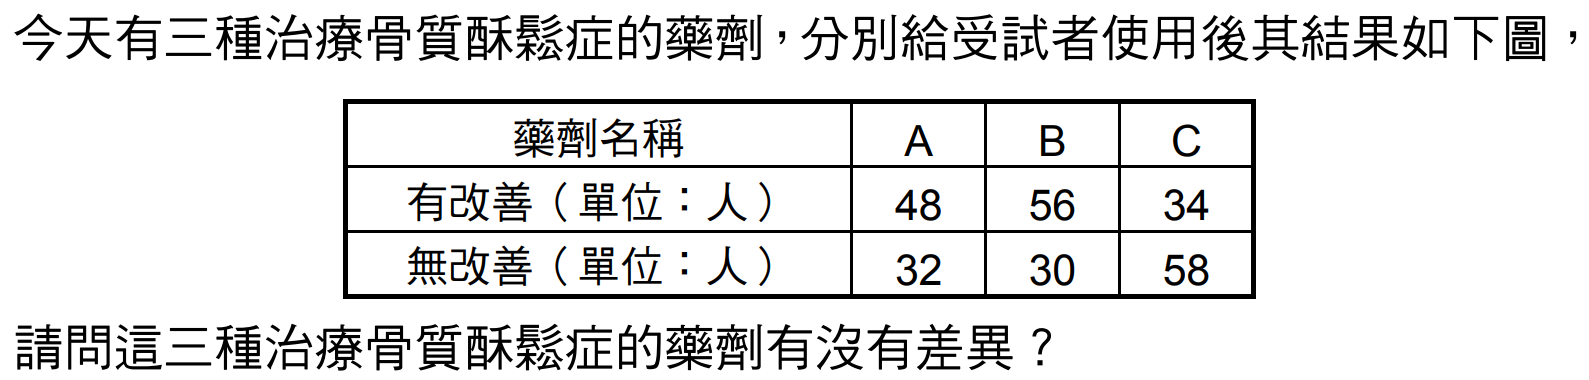 今天有三種治療骨質酥鬆症的藥劑，分別給受試者使用後其結果如下圖，
藥劑名稱 A B C
有改善（單位：人） 48 56 34
無改善（單位：人） 32 30 58
請問這三種治療骨質酥鬆症的藥劑有沒有差異？